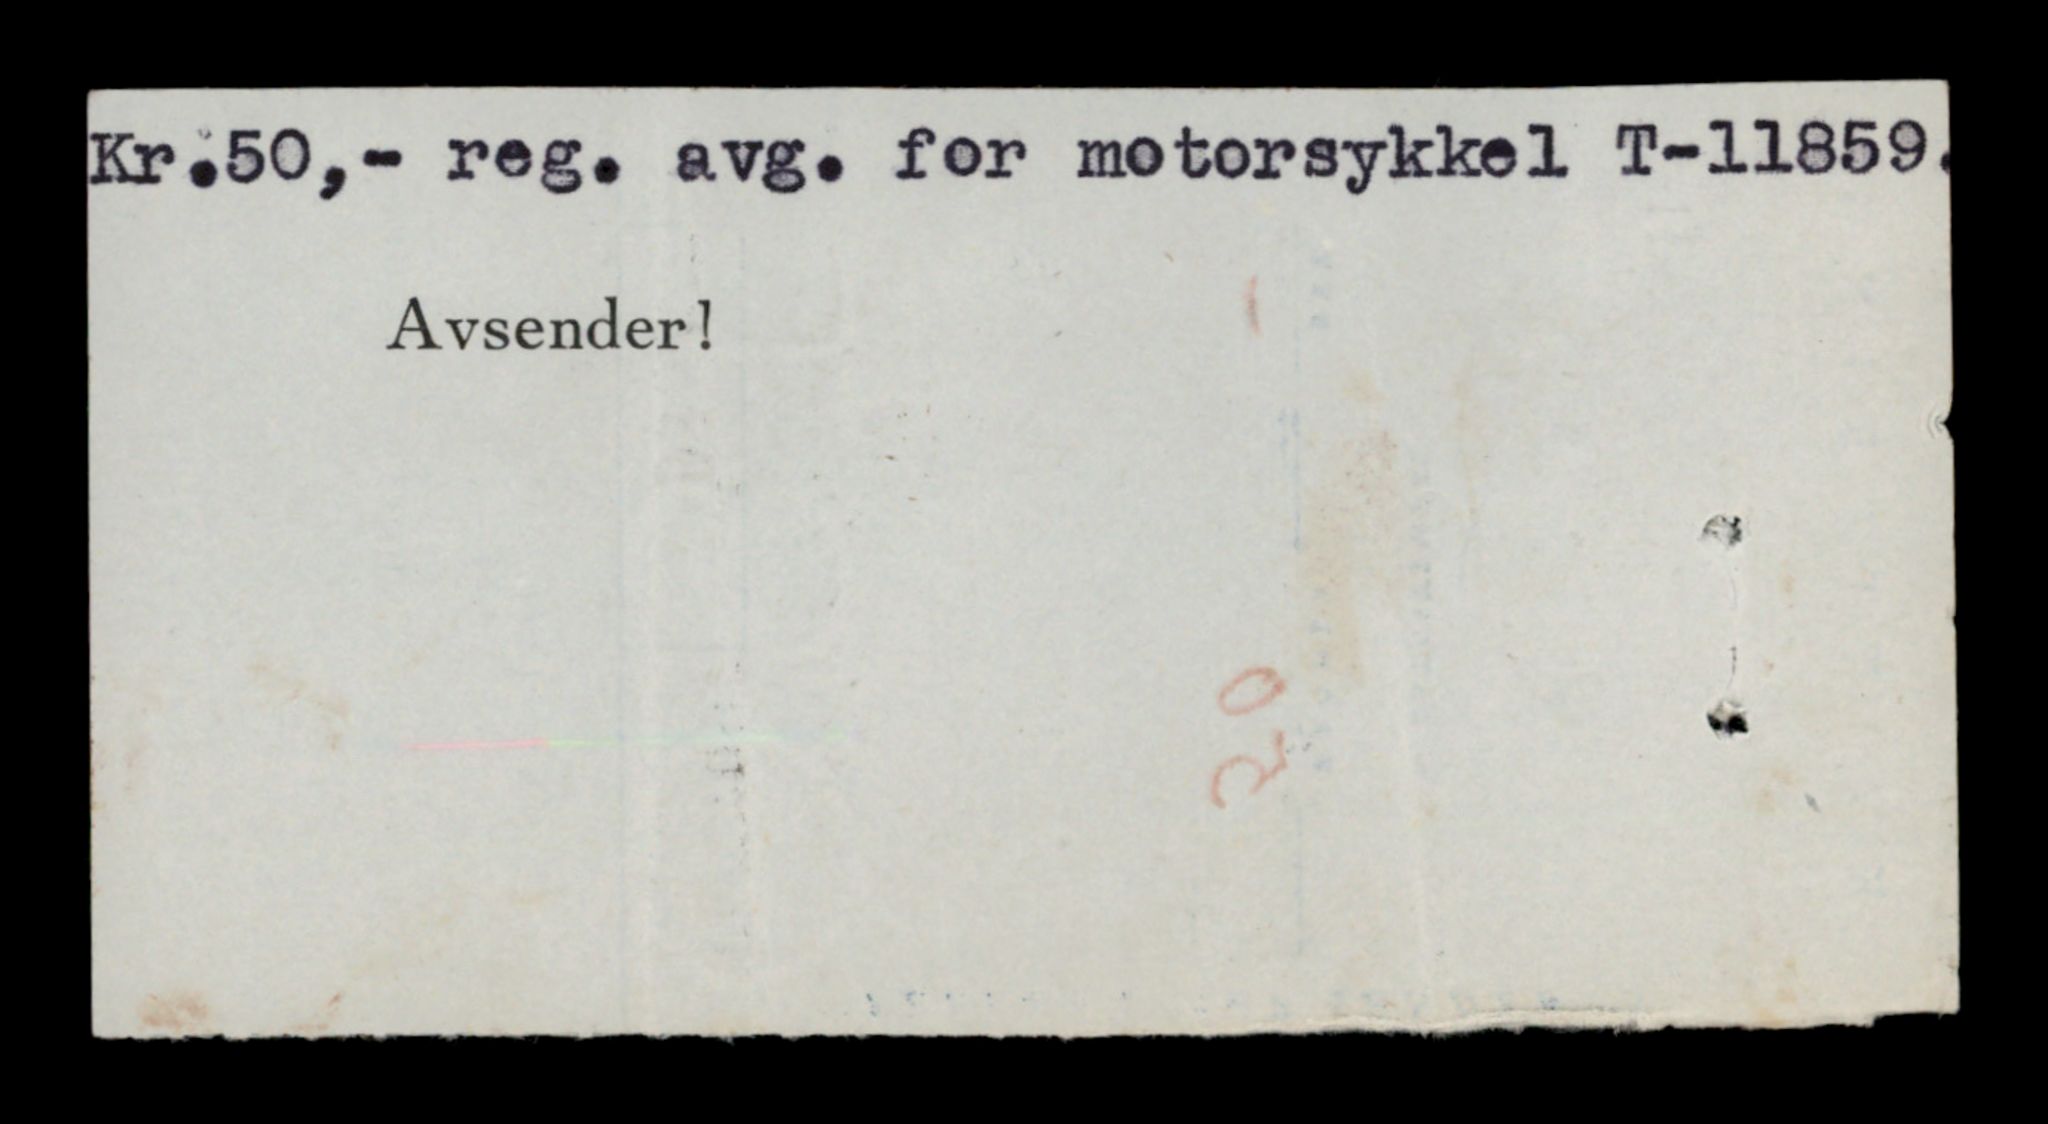 Kr.50,- reg. avg. for motorsykkel T-11859.
Avsender!
20